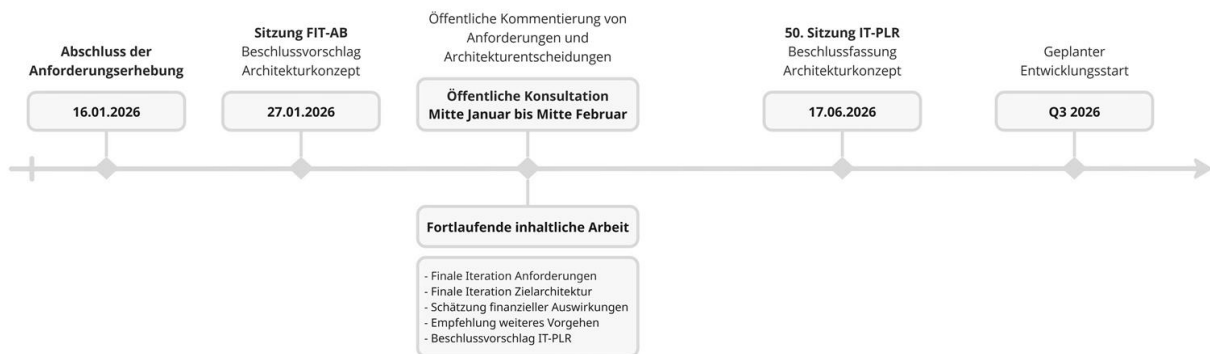 Abschluss der
Anforderungserhebung
16.01.2026
Sitzung FIT-AB
Beschlussvorschlag
Architekturkonzept
27.01.2026
Öffentliche Kommentierung von
Anforderungen und
Architekturentscheidungen
Öffentliche Konsultation
Mitte Januar bis Mitte Februar
50. Sitzung IT-PLR
Beschlussfassung
Architekturkonzept
17.06.2026
Geplanter
Entwicklungsstart
Q3 2026
Fortlaufende inhaltliche Arbeit
- Finale Iteration Anforderungen
- Finale Iteration Zielarchitektur
- Schätzung finanzieller Auswirkungen
- Empfehlung weiteres Vorgehen
- Beschlussvorschlag IT-PLR